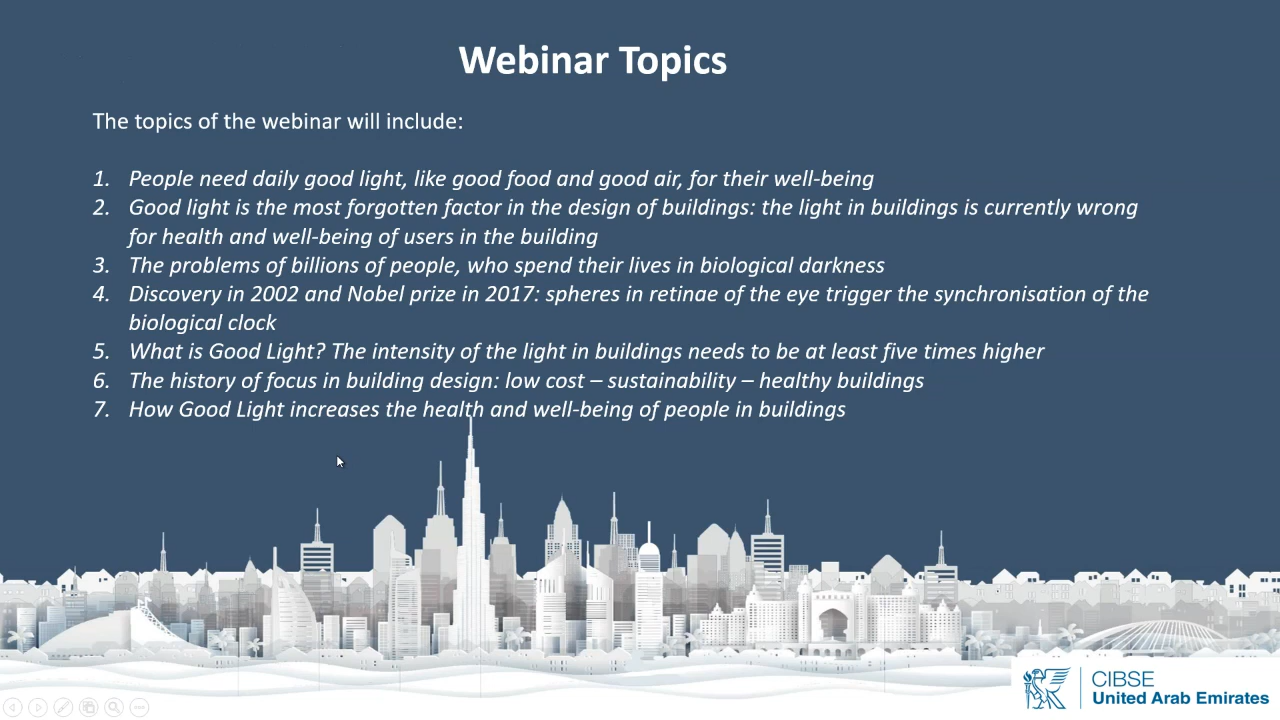 Webinar Topics
The topics of the webinar will include:
1. People need daily good light, like good food and good air, for their well-being
2. Good light is the most forgotten factor in the design of buildings: the light in buildings is currently wrong
for health and well-being of users in the building
3. The problems of billions of people, who spend their lives in biological darkness
4. Discovery in 2002 and Nobel prize in 2017: spheres in retinae of the eye trigger the synchronisation of the
biological clock
5. What is Good Light? The intensity of the light in buildings needs to be at least five times higher
6. The history of focus in building design: low cost – sustainability – healthy buildings
7. How Good Light increases the health and well-being of people in buildings
CIBSE
United Arab Emirates